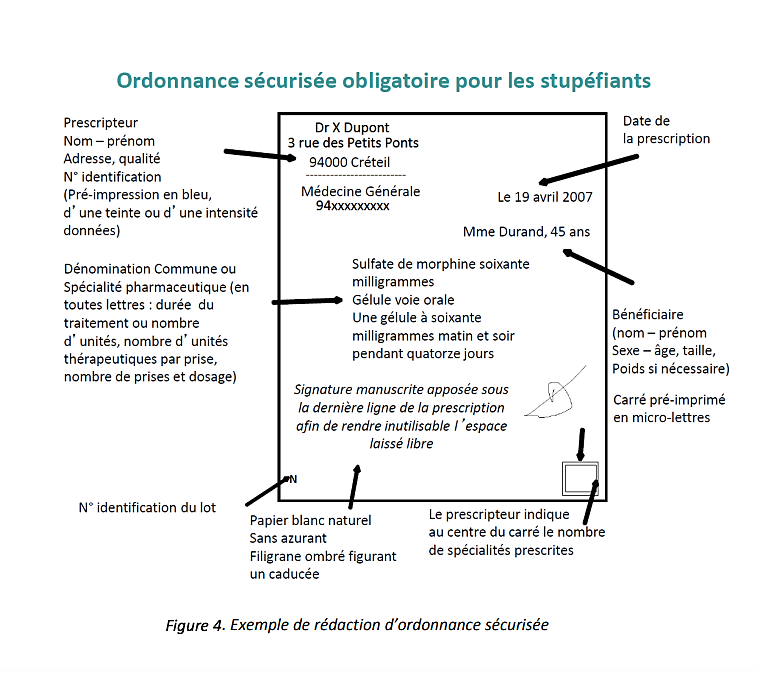 Ordonnance sécurisée obligatoire pour les stupéfiants
Prescripteur
Nom – prénom
Adresse, qualité
N° identification
(Pré-impression en bleu,
d’ une teinte ou d’ une intensité
données)
Dénomination Commune ou
Spécialité pharmaceutique (en
toutes lettres : durée du
traitement ou nombre
d’ unités, nombre d’ unités
thérapeutiques par prise,
nombre de prises et dosage)
N° identification du lot
Dr X Dupont
3 rue des Petits Ponts
94000 Créteil
-------------------------
Médecine Générale
94xxxxxxxxx
Le 19 avril 2007
Mme Durand, 45 ans
Sulfate de morphine soixante
milligrammes
Gélule voie orale
Une gélule à soixante
milligrammes matin et soir
pendant quatorze jours
Signature manuscrite apposée sous
la dernière ligne de la prescription
afin de rendre inutilisable l ’espace
laissé libre
N
Date de
la prescription
Bénéficiaire
(nom – prénom
Sexe – âge, taille,
Poids si nécessaire)
Carré pré-imprimé
en micro-lettres
Papier blanc naturel
Sans azurant
Filigrane ombré figurant
un caducée
Le prescripteur indique
au centre du carré le nombre
de spécialités prescrites
Figure 4. Exemple de rédaction d’ordonnance sécurisée